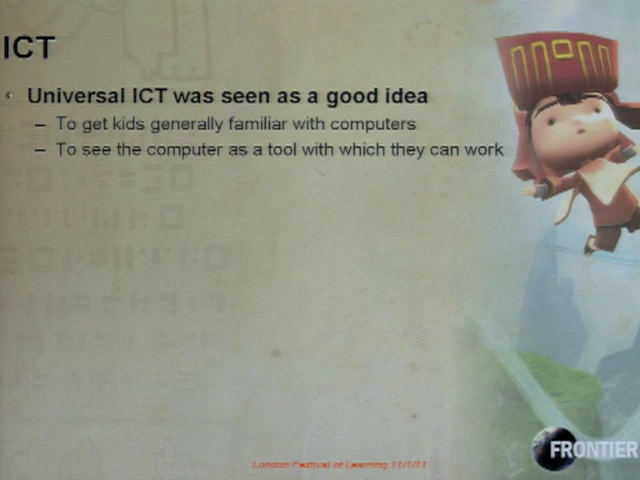 ICT
• Universal ICT was seen as a good idea
– To get kids generally familiar with computers
– To see the computer as a tool with which they can work
London Festival of Learning 11/1/11
FRONTIER